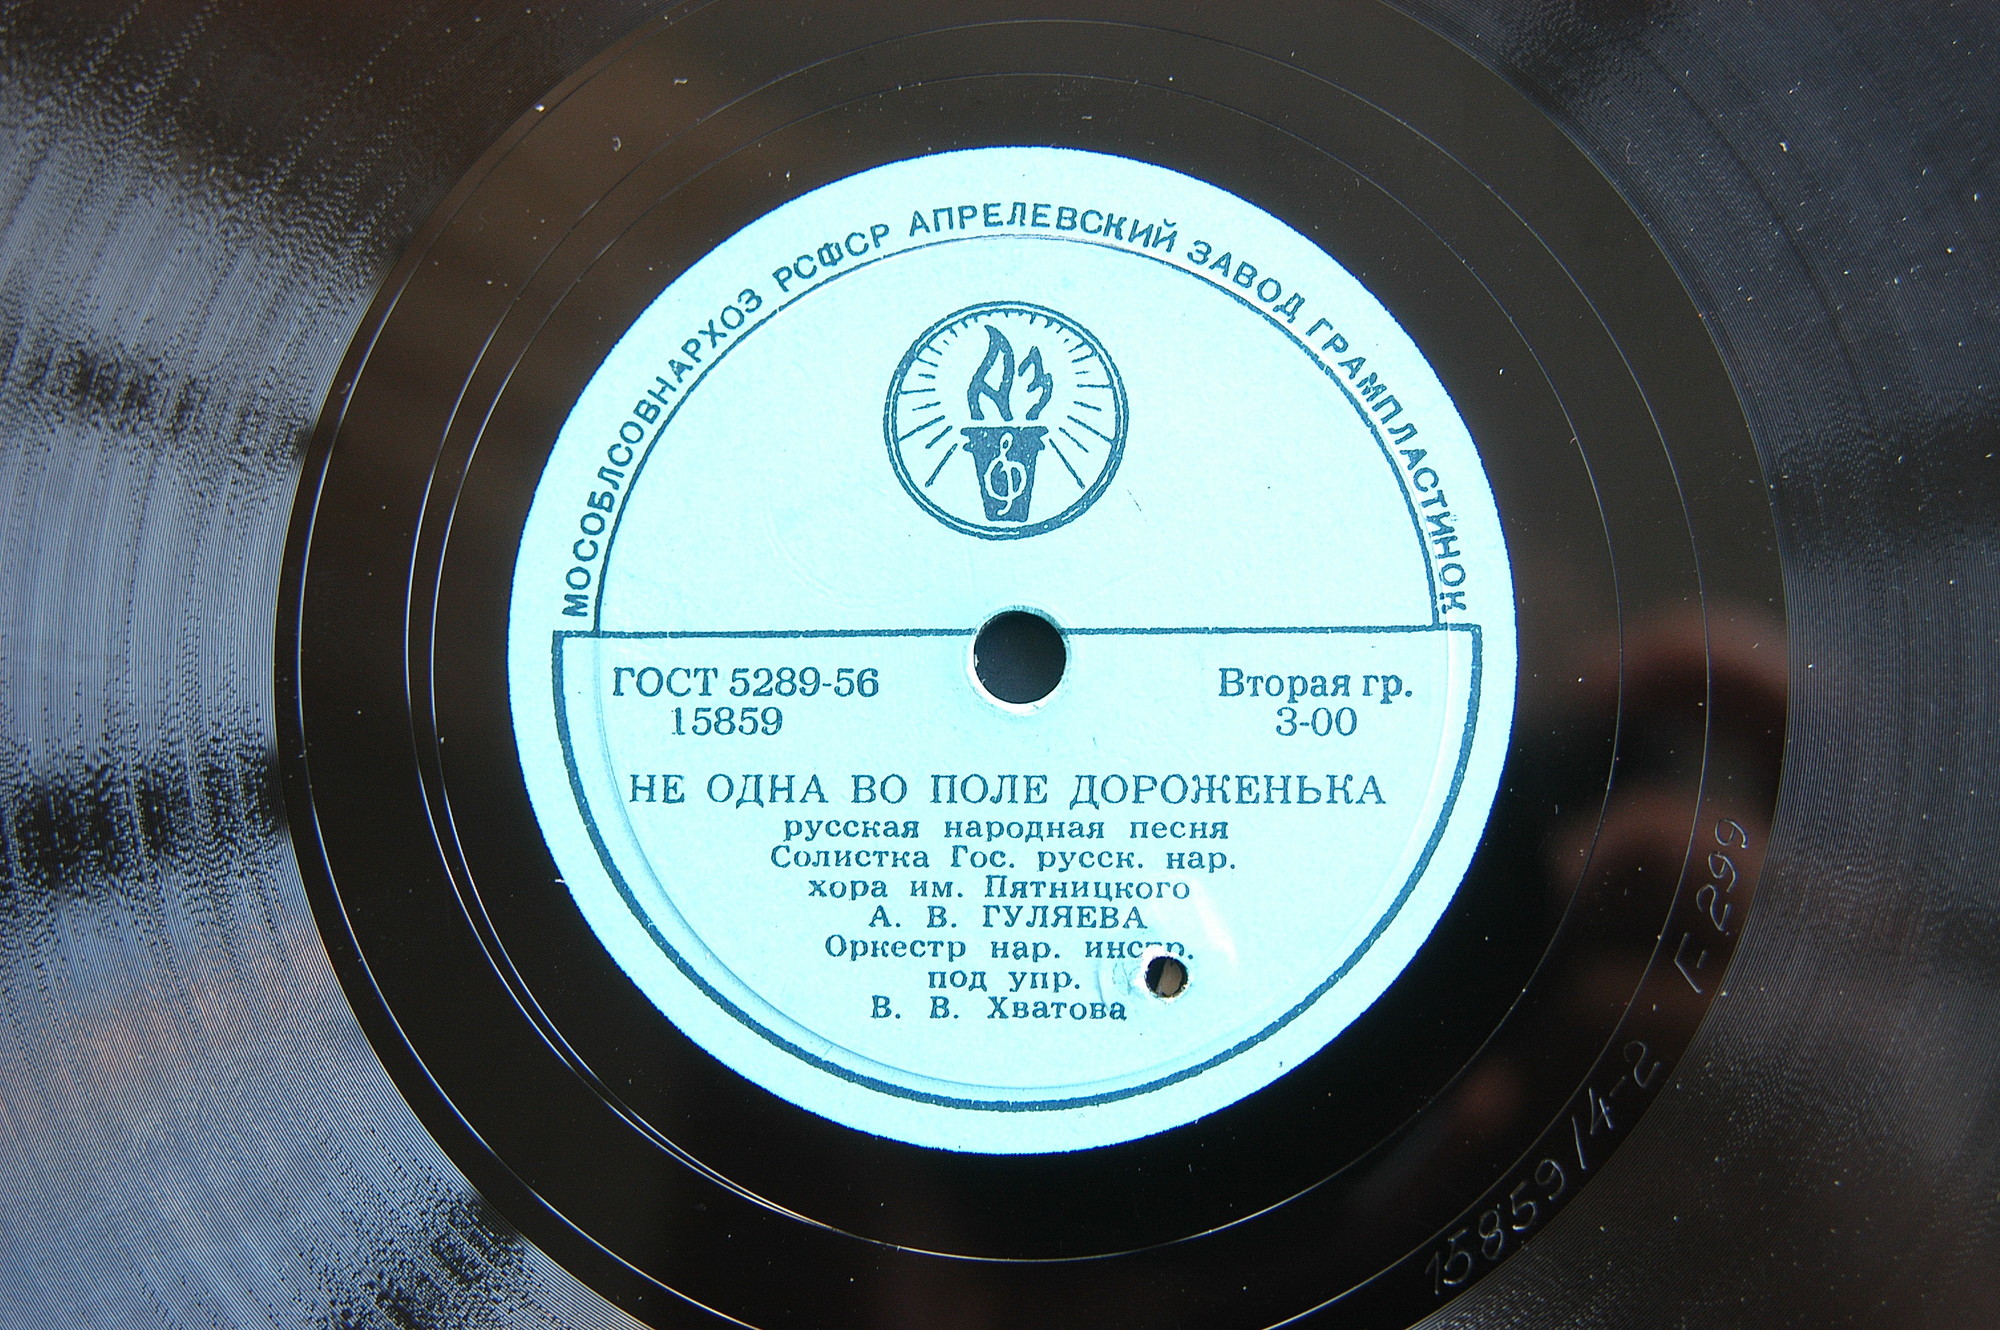 МОСОБЛСОВНАРХОЗ РСФСР АПРЕЛЕВСКИЙ ЗАВОД ГРАМПЛАСТИНОК
АЗ
ГОСТ 5289-56
15859
Вторая гр.
3-00
НЕ ОДНА ВО ПОЛЕ ДОРОЖЕНЬКА
русская народная песня
Солистка Гос. русск. нар.
хора им. Пятницкого
А. В. ГУЛЯЕВА
Оркестр нар. инстр.
под упр.
В. В. Хватова
15859/4-2 Г-299